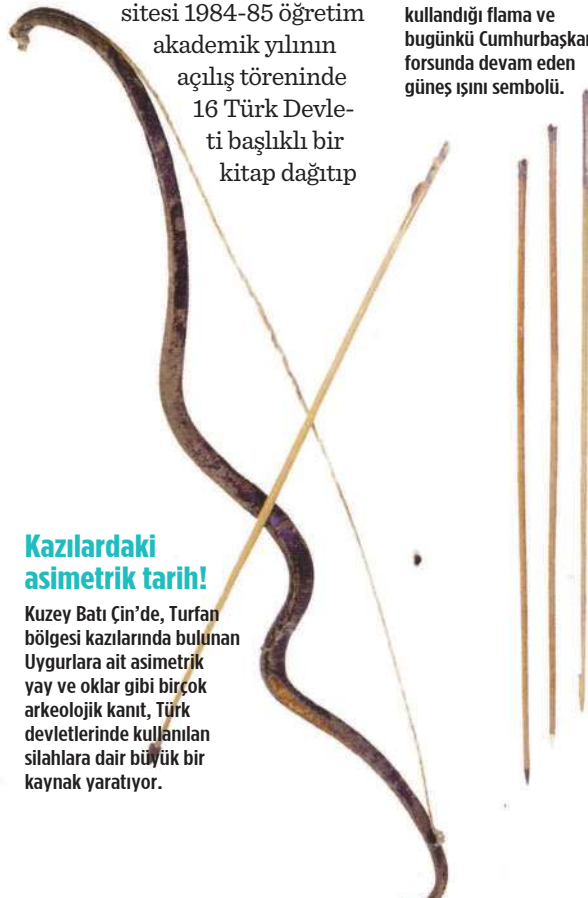 sitesi 1984-85 öğretim
akademik yılının
açılış töreninde
16 Türk Devle-
ti başlıklı bir
kitap dağıtıp
kullandığı flama ve
bugünkü Cumhurbaşkan
forsunda devam eden
güneş ışını sembolü.
Kazılardaki
asimetrik tarih!
Kuzey Batı Çin’de, Turfan
bölgesi kazılarında bulunan
Uygurlara ait asimetrik
yay ve oklar gibi birçok
arkeolojik kanıt, Türk
devletlerinde kullanılan
silahlara dair büyük bir
kaynak yaratıyor.